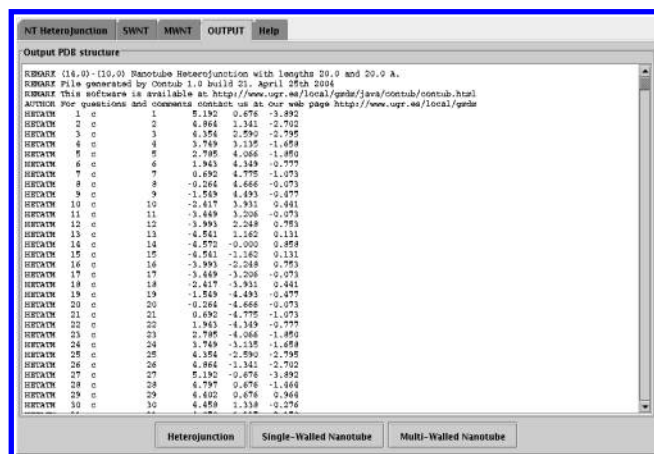 NT Heterojunction SWNT MWNT OUTPUT Help
Output PDB structure
REMARK (14,0)-(10,0) Nanotube Heterojunction with lengths 20.0 and 20.0 A.
REMARK File generated by Contub 1.0 build 21. April 25th 2004
REMARK This software is available at http://www.ugr.es/local/gmdm/java/contub/contub.html
AUTHOR For questions and comments contact us at our web page http://www.ugr.es/local/gmdm
HETATM 1 c 1 5.192 0.676 -3.892
HETATM 2 c 2 4.864 1.341 -2.702
HETATM 3 c 3 4.354 2.590 -2.795
HETATM 4 c 4 3.749 3.135 -1.658
HETATM 5 c 5 2.785 4.066 -1.850
HETATM 6 c 6 1.943 4.349 -0.777
HETATM 7 c 7 0.692 4.775 -1.073
HETATM 8 c 8 -0.264 4.666 -0.073
HETATM 9 c 9 -1.549 4.493 -0.477
HETATM 10 c 10 -2.417 3.931 0.441
HETATM 11 c 11 -3.449 3.206 -0.073
HETATM 12 c 12 -3.993 2.248 0.753
HETATM 13 c 13 -4.541 1.162 0.131
HETATM 14 c 14 -4.572 -0.000 0.858
HETATM 15 c 15 -4.541 -1.162 0.131
HETATM 16 c 16 -3.993 -2.248 0.753
HETATM 17 c 17 -3.449 -3.206 -0.073
HETATM 18 c 18 -2.417 -3.931 0.441
HETATM 19 c 19 -1.549 -4.493 -0.477
HETATM 20 c 20 -0.264 -4.666 -0.073
HETATM 21 c 21 0.692 -4.775 -1.073
HETATM 22 c 22 1.943 -4.349 -0.777
HETATM 23 c 23 2.785 -4.066 -1.850
HETATM 24 c 24 3.749 -3.135 -1.658
HETATM 25 c 25 4.354 -2.590 -2.795
HETATM 26 c 26 4.864 -1.341 -2.702
HETATM 27 c 27 5.192 -0.676 -3.892
HETATM 28 c 28 4.797 0.676 -1.464
HETATM 29 c 29 4.402 0.676 0.964
HETATM 30 c 30 4.458 1.338 -0.276
Heterojunction Single-Walled Nanotube Multi-Walled Nanotube